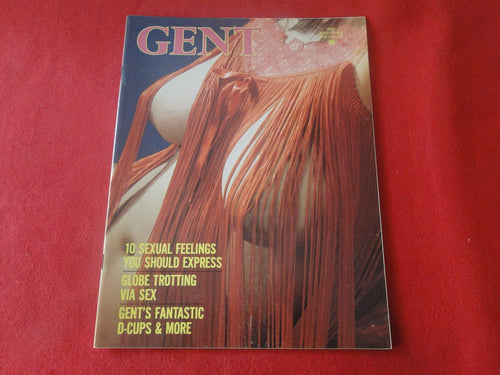 GENT
10 SEXUAL FEELINGS
YOU SHOULD EXPRESS
GLOBE TROTTING
VIA SEX
GENT'S FANTASTIC
D-CUPS & MORE